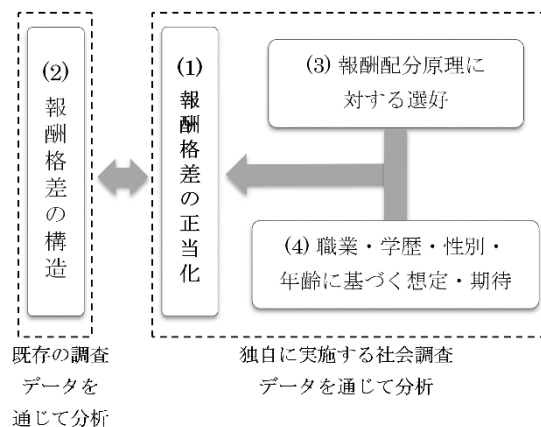 (2) 報酬格差の構造
(1) 報酬格差の正当化
(3) 報酬配分原理に
対する選好
(4) 職業・学歴・性別・
年齢に基づく想定・期待
既存の調査
データを
通じて分析
独自に実施する社会調査
データを通じて分析